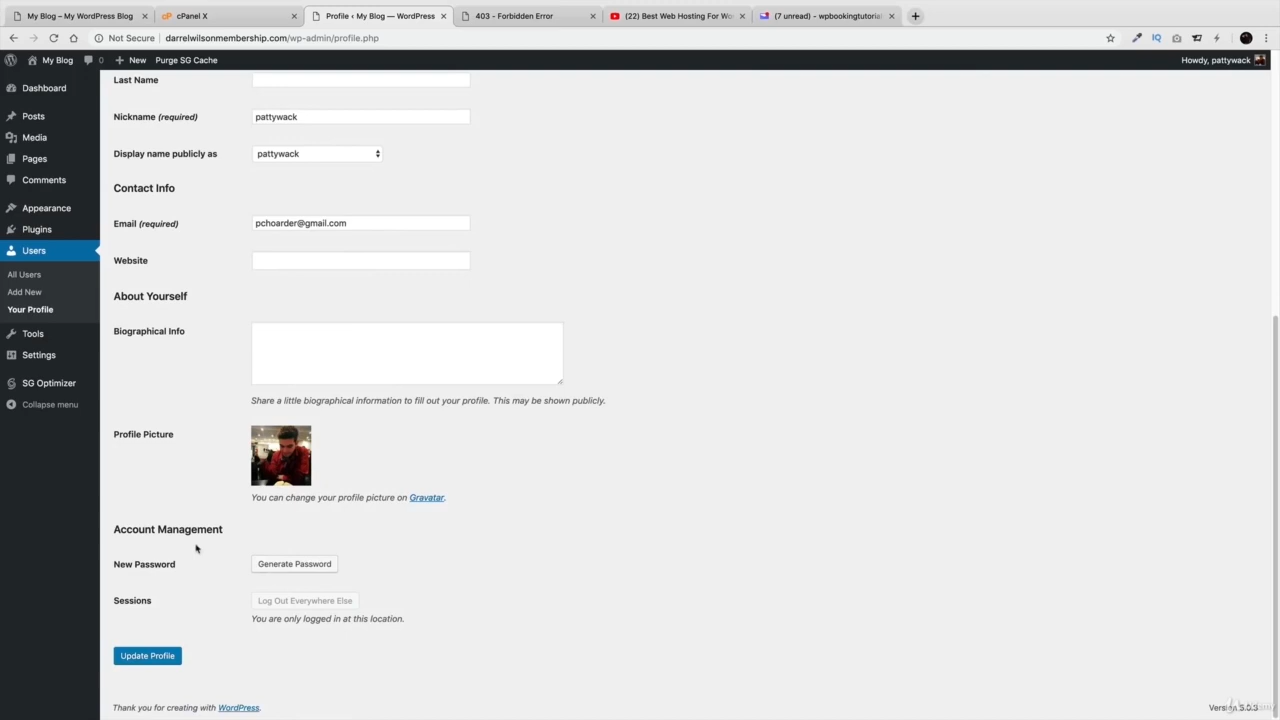 My Blog – My WordPress Blog
cPanel X
Profile ‹ My Blog — WordPress
403 - Forbidden Error
(22) Best Web Hosting For Wo
(7 unread) - wpbookingtutorial
Not Secure
darrelwilsonmembership.com/wp-admin/profile.php
My Blog
0
New
Purge SG Cache
Howdy, pattywack
Dashboard
Posts
Media
Pages
Comments
Appearance
Plugins
Users
All Users
Add New
Your Profile
Tools
Settings
SG Optimizer
Collapse menu
Last Name
Nickname (required)
pattywack
Display name publicly as
pattywack
Contact Info
Email (required)
pchoarder@gmail.com
Website
About Yourself
Biographical Info
Share a little biographical information to fill out your profile. This may be shown publicly.
Profile Picture
You can change your profile picture on Gravatar.
Account Management
New Password
Generate Password
Sessions
Log Out Everywhere Else
You are only logged in at this location.
Update Profile
Thank you for creating with WordPress.
Version 5.0.3